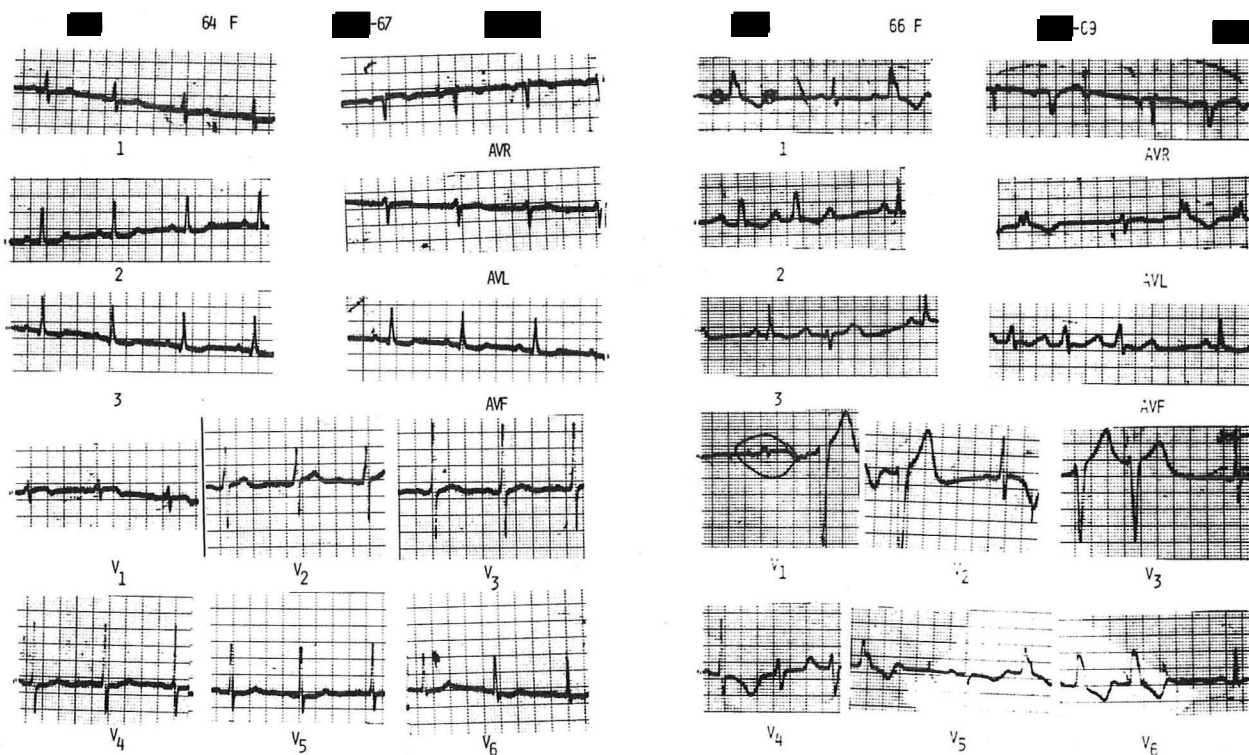 64 F -67
1 AVR
2 AVL
3 AVF
V1 V2 V3
V4 V5 V6
66 F -69
1 AVR
2 AVL
3 AVF
V1 V2 V3
V4 V5 V6